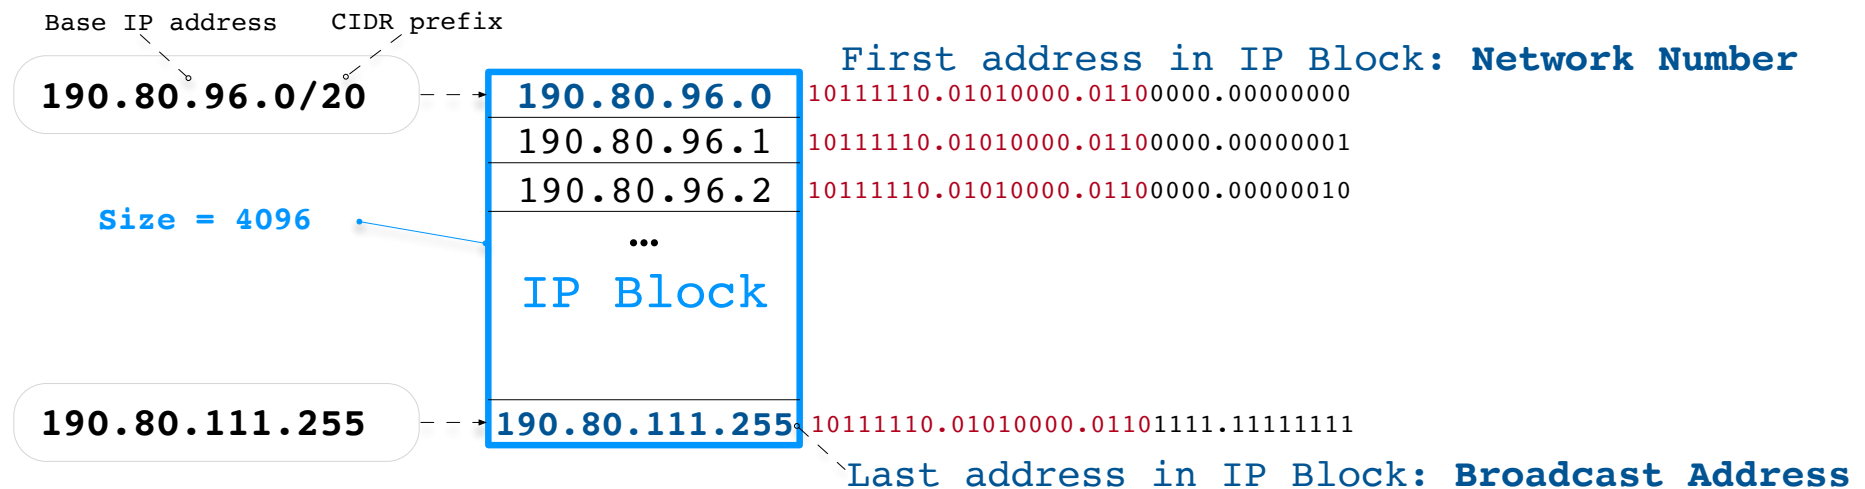 Base IP address CIDR prefix
First address in IP Block: Network Number
190.80.96.0/20 190.80.96.0 10111110.01010000.01100000.00000000
190.80.96.1 10111110.01010000.01100000.00000001
190.80.96.2 10111110.01010000.01100000.00000010
Size = 4096
...
IP Block
190.80.111.255 190.80.111.255 10111110.01010000.01101111.11111111
Last address in IP Block: Broadcast Address